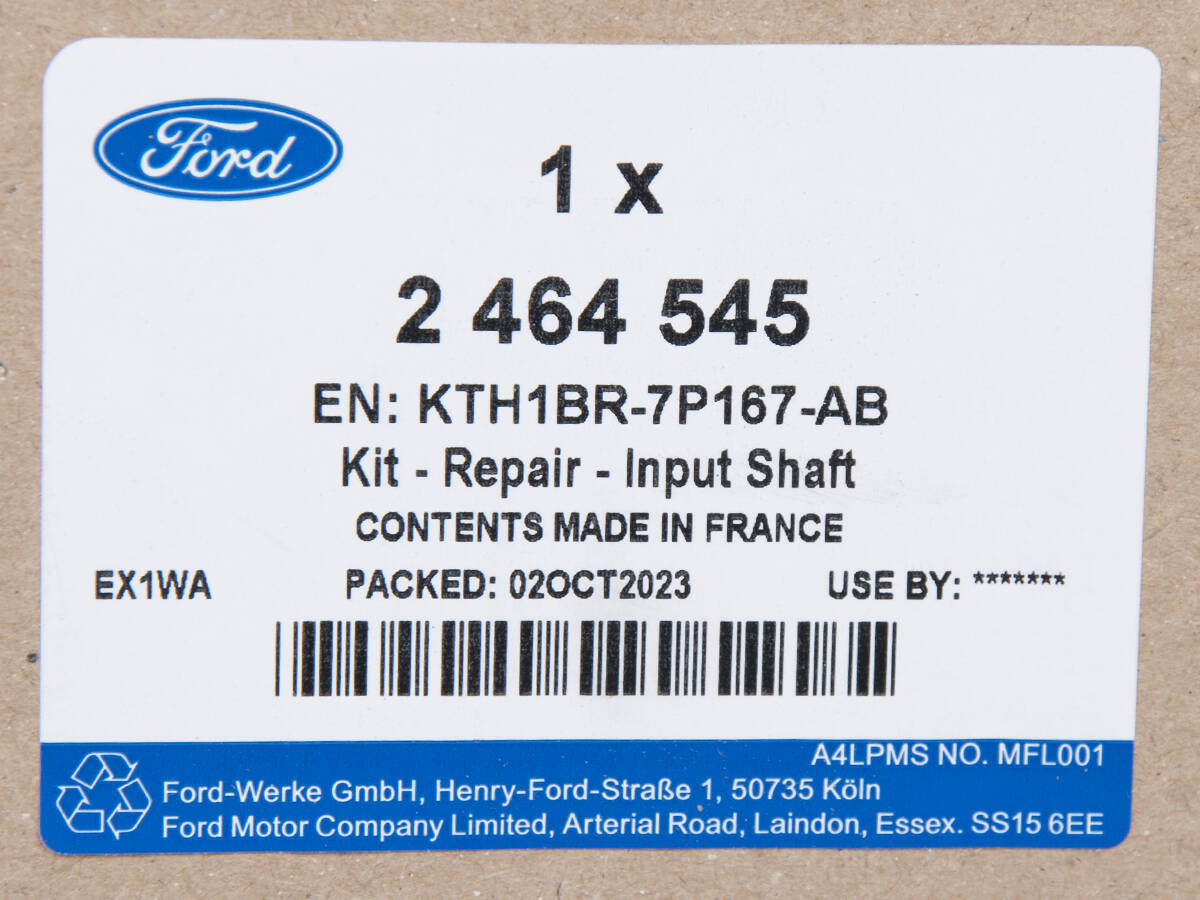 Ford
1 x
2 464 545
EN: KTH1BR-7P167-AB
Kit - Repair - Input Shaft
CONTENTS MADE IN FRANCE
EX1WA PACKED: 02OCT2023 USE BY: *******
A4LPMS NO. MFL001
Ford-Werke GmbH, Henry-Ford-Straße 1, 50735 Köln
Ford Motor Company Limited, Arterial Road, Laindon, Essex. SS15 6EE